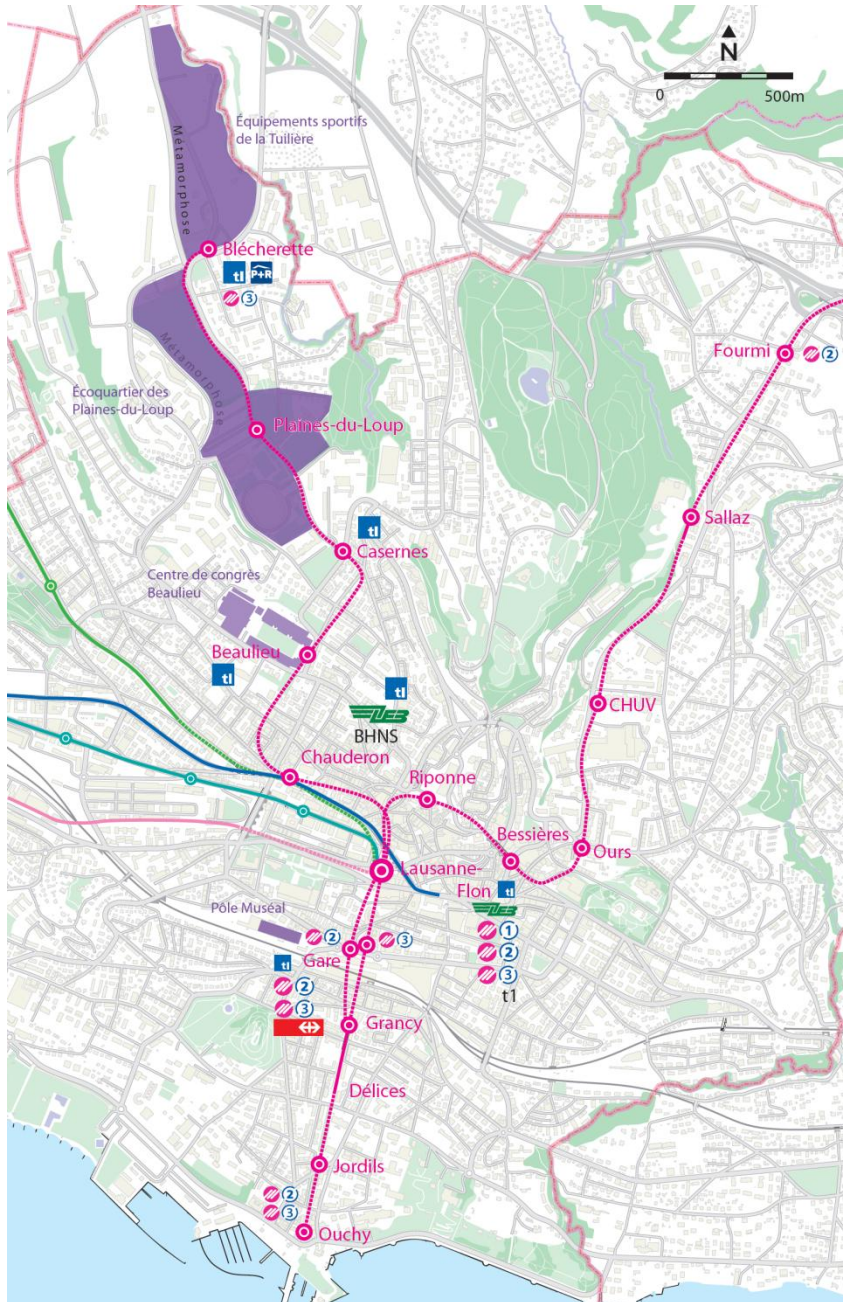 N
0 500m
Équipements sportifs
de la Tuilière
Métamorphose
Blécherette
tl P+R
3
Fourmi 2
Métamorphose
Écoquartier des
Plaines-du-Loup
Plaines-du-Loup
Sallaz
tl
Casernes
Centre de congrès
Beaulieu
Beaulieu
tl
tl
LEB
BHNS
CHUV
Chauderon
Riponne
Bessières
Ours
Lausanne-
Flon tl
LEB
Pôle Muséal
2
3
1
tl
Gare
2
2
3
3
t1
Grancy
Délices
Jordils
2
3
Ouchy